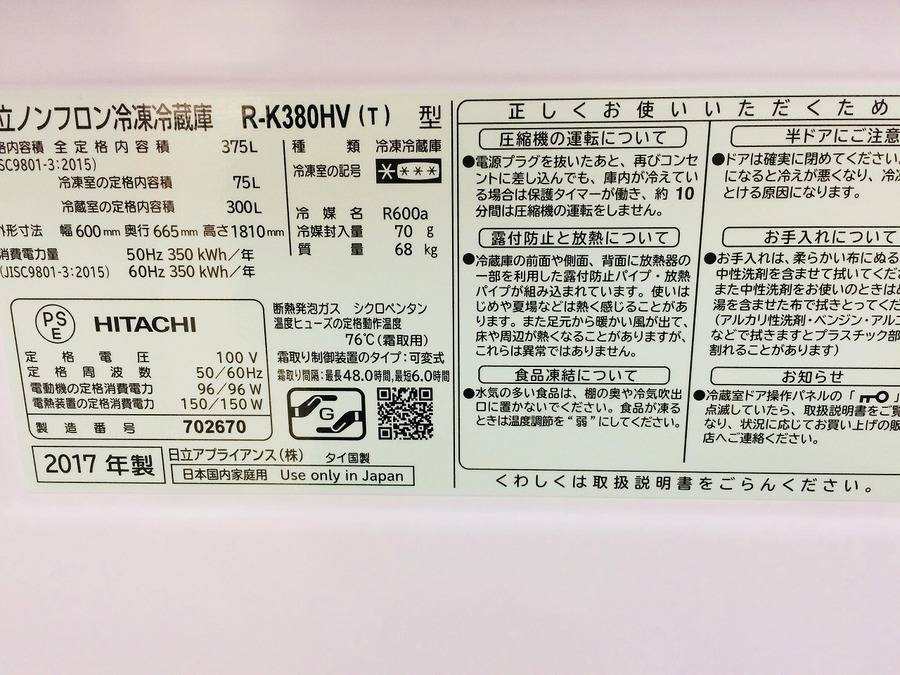 立ノンフロン冷凍冷蔵庫 R-K380HV (T) 型
格内容積 全定格内容積 375L
ISC9801-3:2015)
冷凍室の定格内容積 75L
冷蔵室の定格内容積 300L
外形寸法 幅600mm 奥行665mm 高さ1810mm
消費電力量 50Hz 350 kWh／年
(JISC9801-3:2015) 60Hz 350 kWh／年
種類 冷凍冷蔵庫
冷凍室の記号 ****
冷媒名 R600a
冷媒封入量 70 g
質量 68 kg
PSE HITACHI
定格電圧 100 V
定格周波数 50/60Hz
電動機の定格消費電力 96/96 W
電熱装置の定格消費電力 150/150 W
製造番号 702670
断熱発泡ガス シクロペンタン
温度ヒューズの定格動作温度
76℃(霜取用)
霜取り制御装置のタイプ:可変式
霜取り間隔:最長48.0時間,最短6.0時間
G
2017 年製
日立アプライアンス(株) タイ国製
日本国内家庭用 Use only in Japan
正しくお使いいただくため
圧縮機の運転について
●電源プラグを抜いたあと、再びコンセ
ントに差し込んでも、庫内が冷えてい
る場合は保護タイマーが働き、約10
分間は圧縮機の運転をしません。
露付防止と放熱について
●冷蔵庫の前面や側面、背面に放熱器の
一部を利用した露付防止パイプ・放熱
パイプが組み込まれています。使いは
じめや夏場などは熱く感じることがあ
ります。また足元から暖かい風が出て、
床や周辺が熱くなることがありますが、
これらは異常ではありません。
食品凍結について
●水気の多い食品は、棚の奥や冷気吹出
口に置かないでください。食品が凍る
ときは温度調節を“弱”にしてください。
半ドアにご注意
●ドアは確実に閉めてください。
になると冷えが悪くなり、冷
とける原因になります。
お手入れについて
●お手入れは、柔らかい布にぬる
中性洗剤を含ませて拭いてくださ
また中性洗剤をお使いのときは
湯を含ませた布で拭きとってくだ
(アルカリ性洗剤・ベンジン・アルコ
などで拭きますとプラスチック部
割れることがあります)
お知らせ
●冷蔵室ドア操作パネルの「」
点滅していたら、取扱説明書をご覧
なり、状況に応じてお買い上げの販
店へご連絡ください。
くわしくは取扱説明書をごらんください。